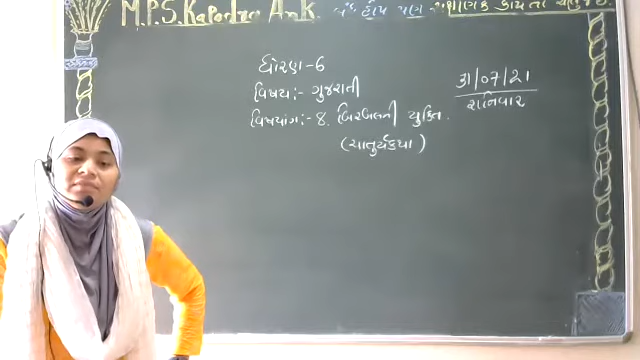 M.P.S. Kapodra Ank.
ધોરણ-6
વિષય:- ગુજરાતી
31/07/21
શનિવાર
વિષયાંગ:- 8. બિરબલની યુક્તિ.
(ચાતુર્યકથા)